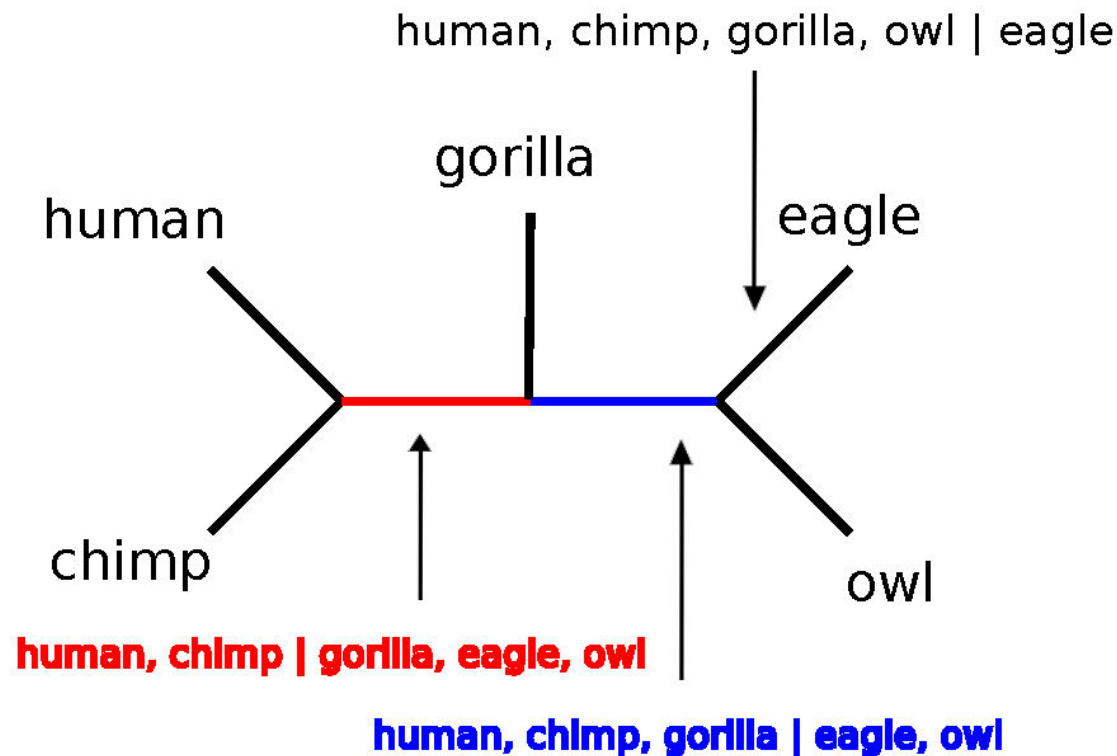 human, chimp, gorilla, owl | eagle
gorilla
human
eagle
chimp
owl
human, chimp | gorilla, eagle, owl
human, chimp, gorilla | eagle, owl